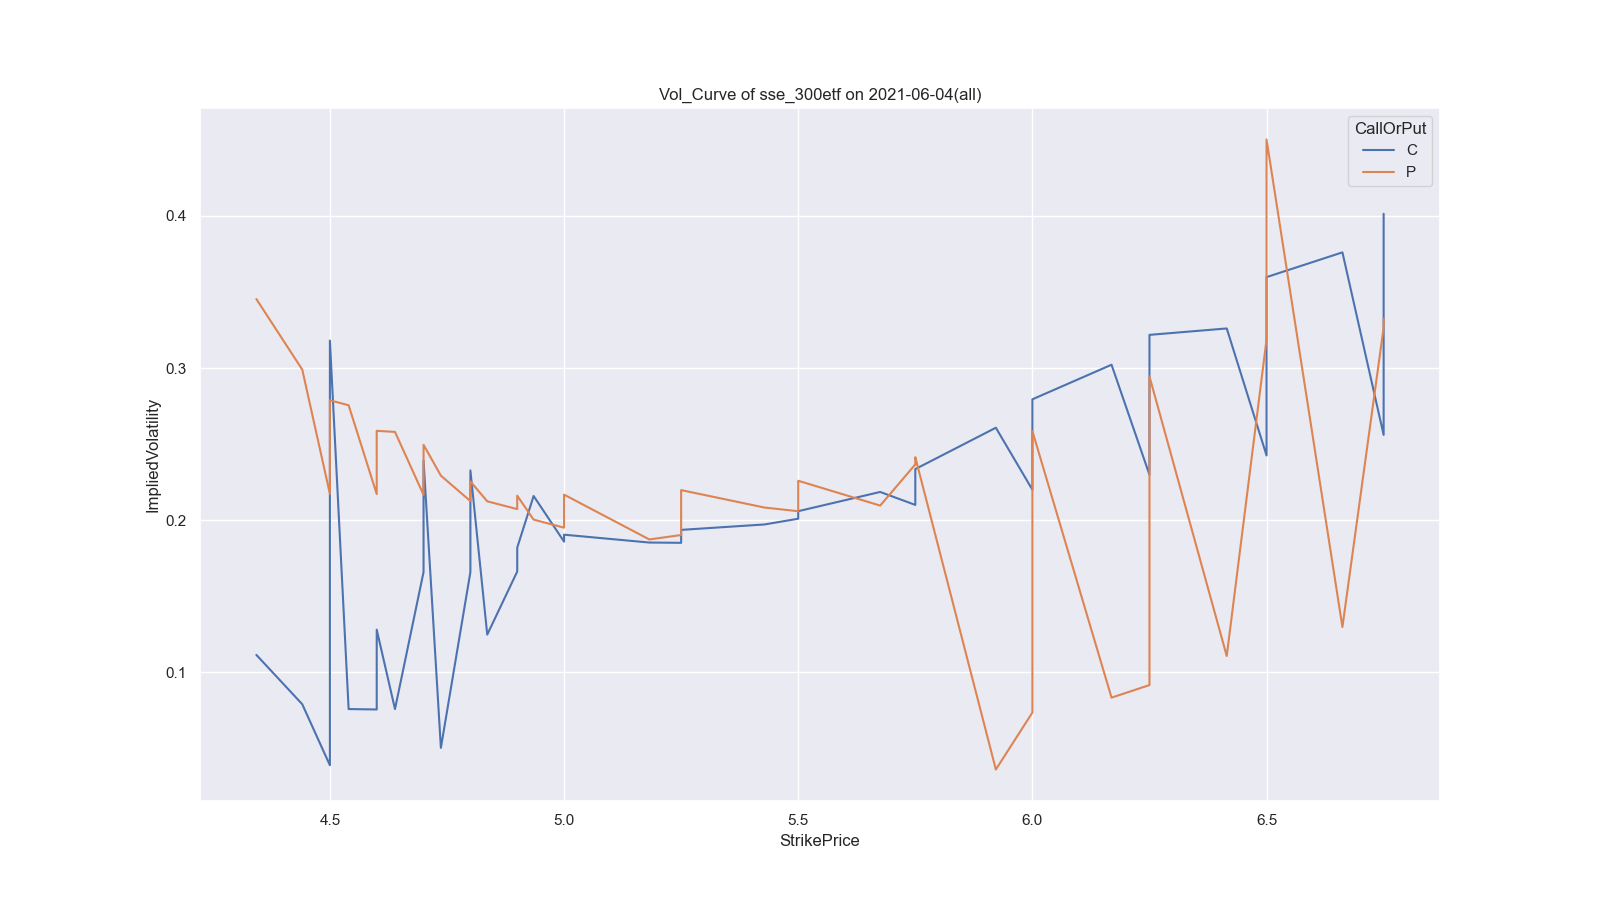 Vol_Curve of sse_300etf on 2021-06-04(all)
CallOrPut
C
P
0.4
0.3
0.2
0.1
ImpliedVolatility
4.5 5.0 5.5 6.0 6.5
StrikePrice